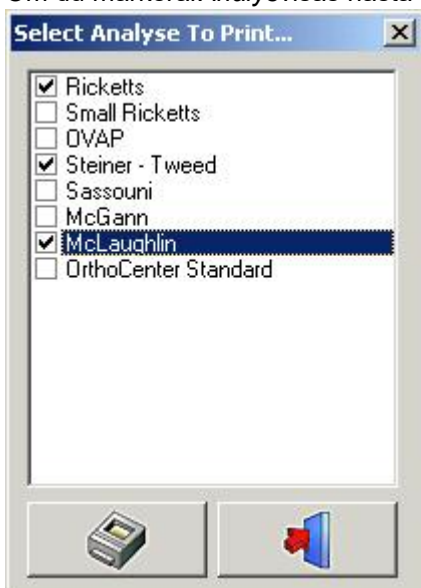 Select Analyse To Print...
Ricketts
Small Ricketts
OVAP
Steiner - Tweed
Sassouni
McGann
McLaughlin
OrthoCenter Standard